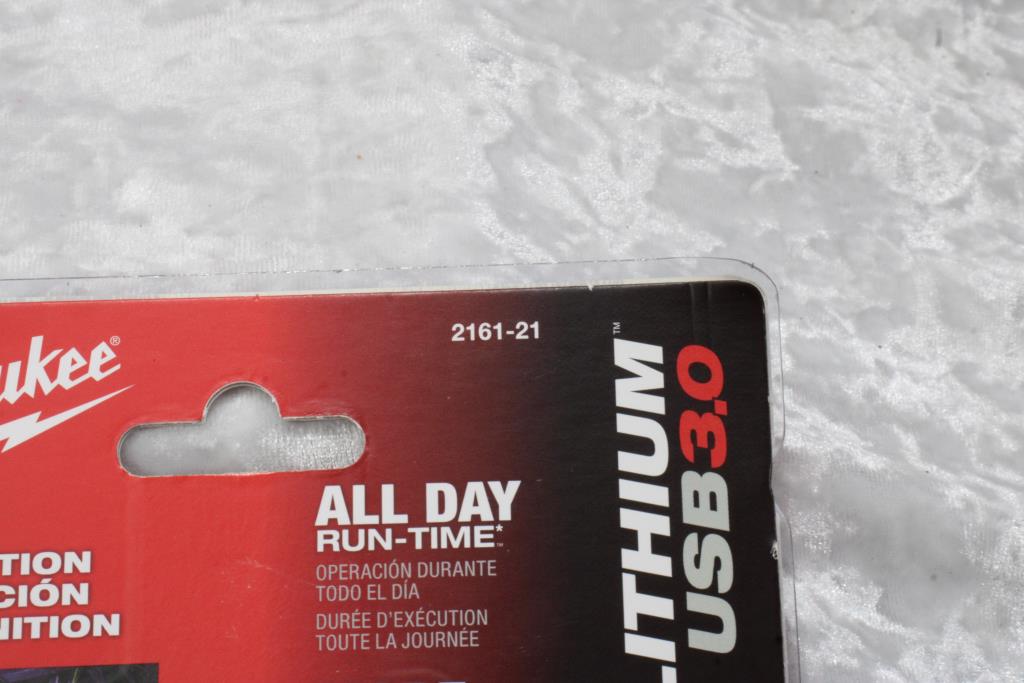 2161-21
ukee®
ALL DAY
RUN-TIME*™
OPERACIÓN DURANTE
TODO EL DÍA
DURÉE D'EXÉCUTION
TOUTE LA JOURNÉE
TION
CIÓN
NITION
LITHIUM™
USB3.0